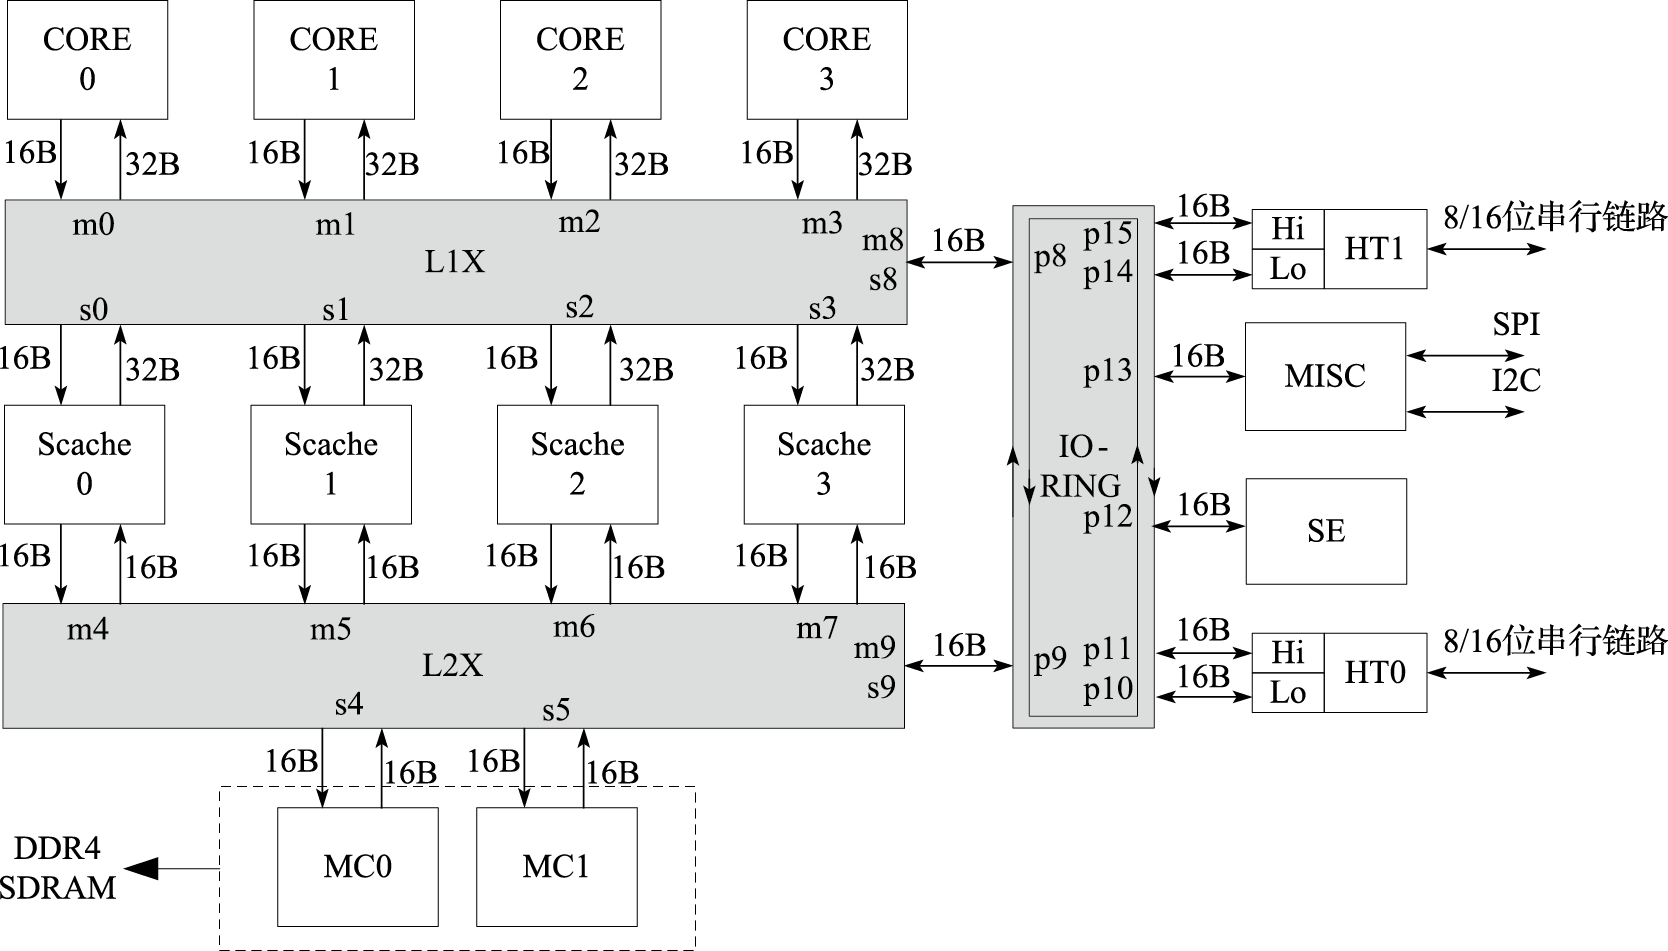 CORE
0
CORE
1
CORE
2
CORE
3
16B
32B
16B
32B
16B
32B
16B
32B
m0
m1
m2
m3
L1X
m8
s8
s0
s1
s2
s3
16B
16B
32B
16B
32B
16B
32B
16B
32B
Scache
0
Scache
1
Scache
2
Scache
3
16B
16B
16B
16B
16B
16B
16B
16B
m4
m5
m6
m7
L2X
m9
s9
s4
s5
16B
16B
16B
16B
16B
MC0
MC1
DDR4
SDRAM
p8
p15
p14
p13
IO-
RING
p12
p9
p11
p10
16B
16B
Hi
Lo
HT1
8/16位串行链路
16B
MISC
SPI
I2C
16B
SE
16B
16B
Hi
Lo
HT0
8/16位串行链路